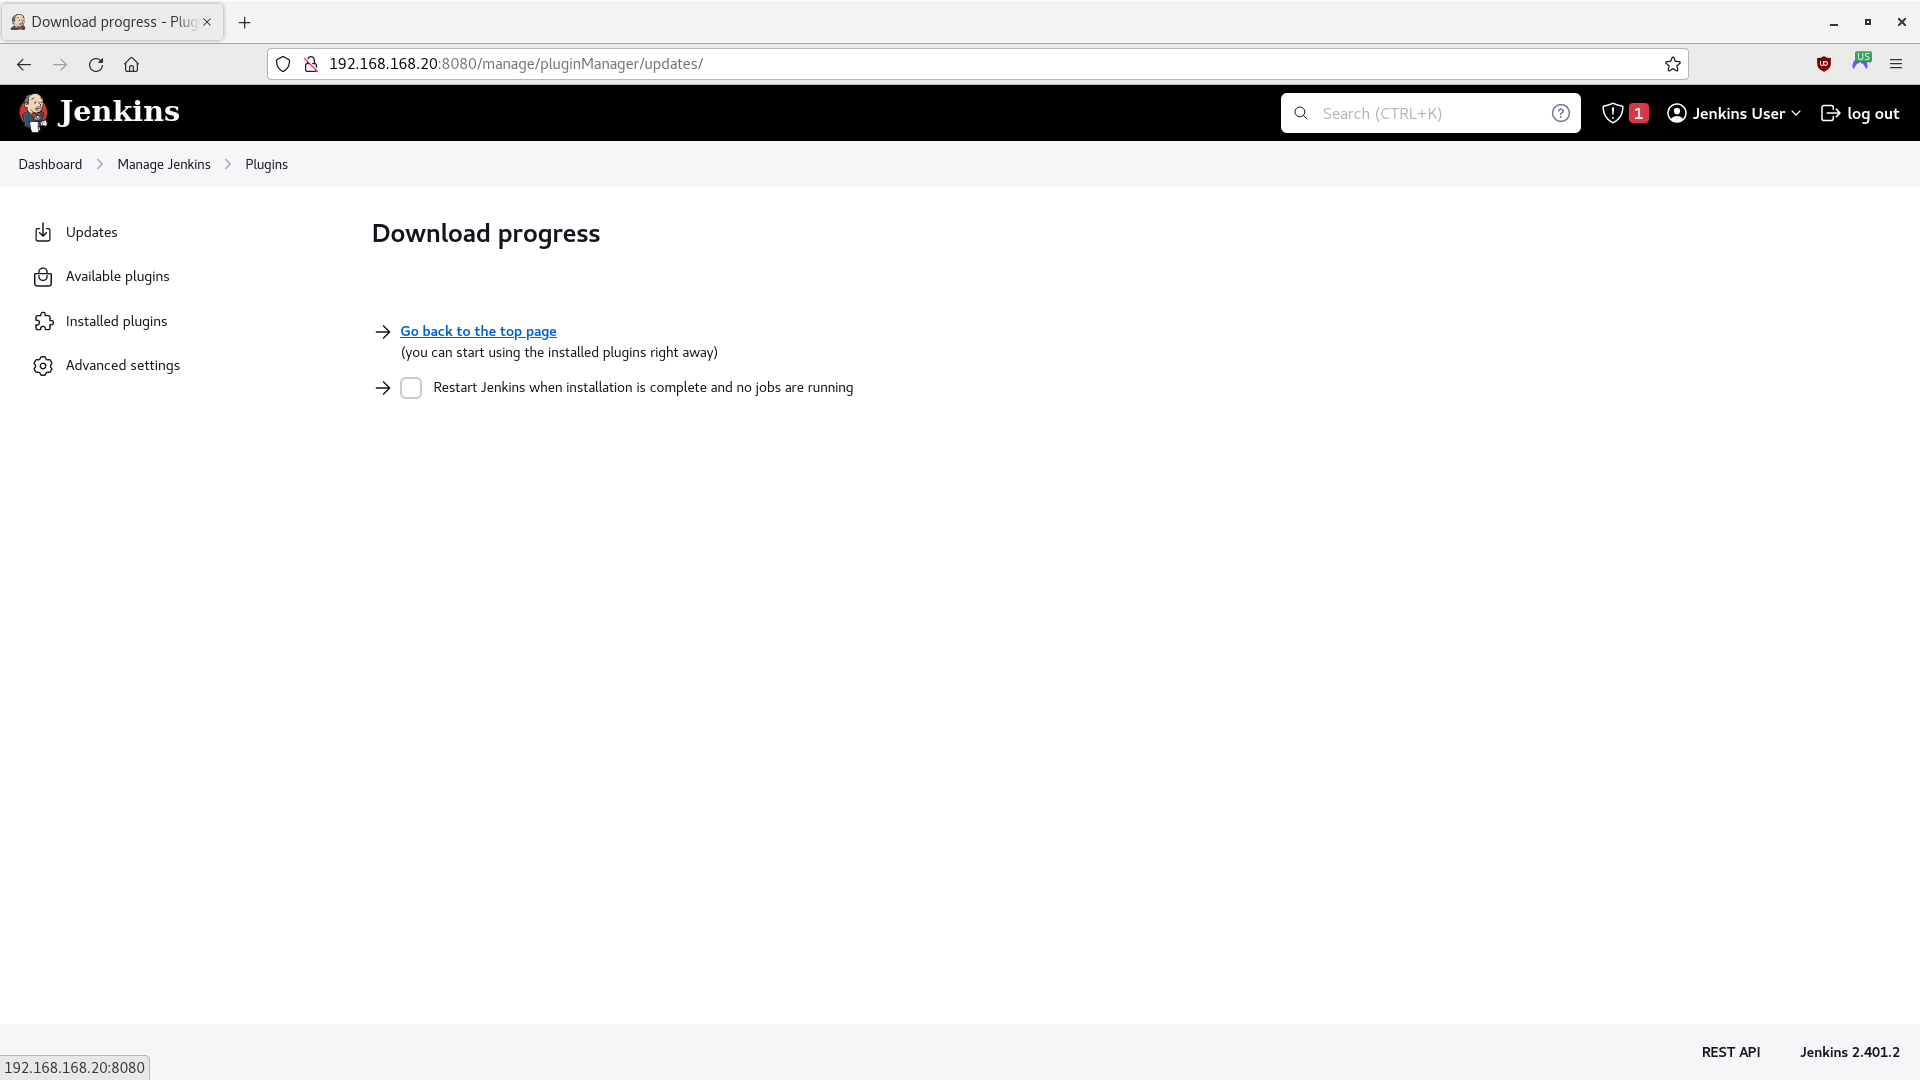 Download progress - Plug
192.168.168.20:8080/manage/pluginManager/updates/
Jenkins
Search (CTRL+K)
1
Jenkins User
log out
Dashboard
Manage Jenkins
Plugins
Updates
Available plugins
Installed plugins
Advanced settings
Download progress
Go back to the top page
(you can start using the installed plugins right away)
Restart Jenkins when installation is complete and no jobs are running
REST API
Jenkins 2.401.2
192.168.168.20:8080
US